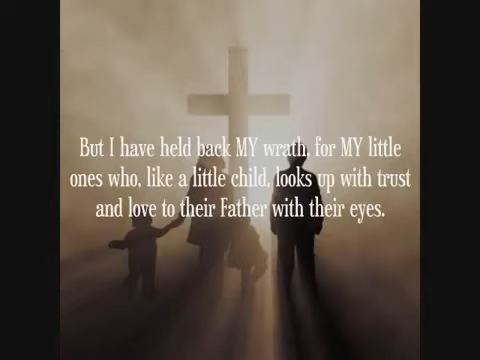 But I have held back MY wrath, for MY little
ones who, like a little child, looks up with trust
and love to their Father with their eyes.